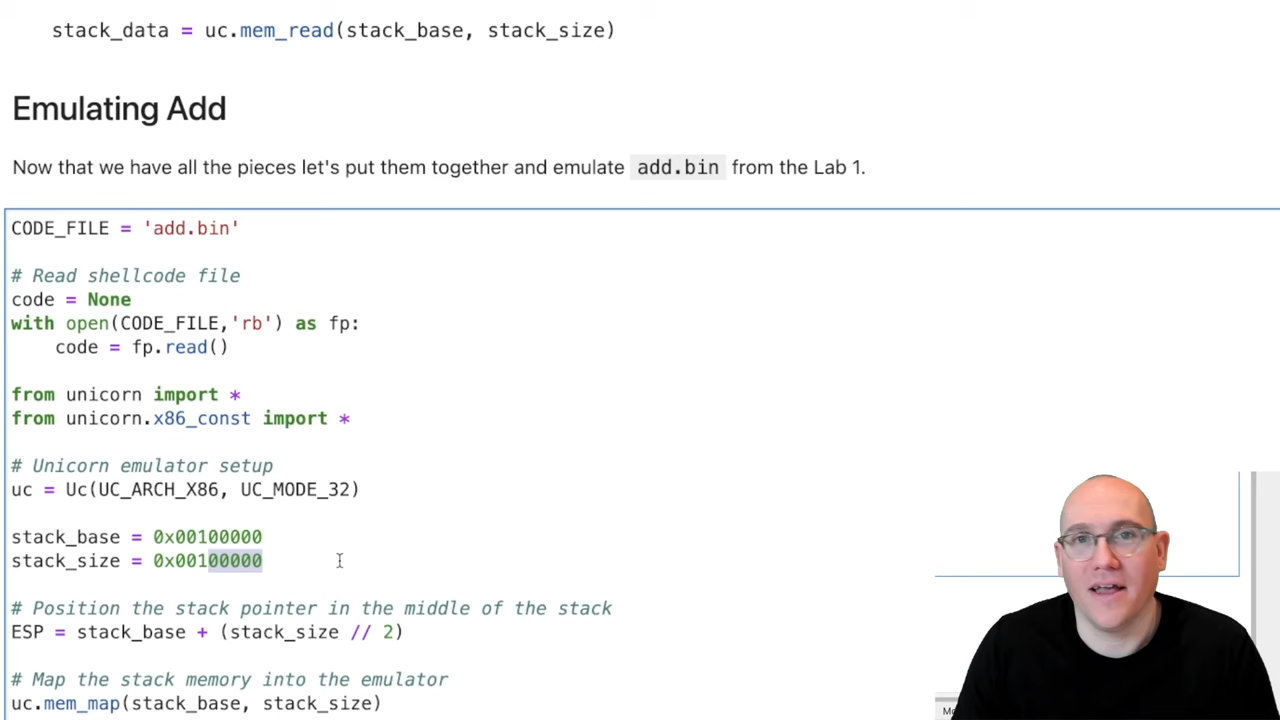 stack_data = uc.mem_read(stack_base, stack_size)
Emulating Add
Now that we have all the pieces let's put them together and emulate add.bin from the Lab 1.
CODE_FILE = 'add.bin'
# Read shellcode file
code = None
with open(CODE_FILE,'rb') as fp:
    code = fp.read()
from unicorn import *
from unicorn.x86_const import *
# Unicorn emulator setup
uc = Uc(UC_ARCH_X86, UC_MODE_32)
stack_base = 0x00100000
stack_size = 0x00100000
# Position the stack pointer in the middle of the stack
ESP = stack_base + (stack_size // 2)
# Map the stack memory into the emulator
uc.mem_map(stack_base, stack_size)